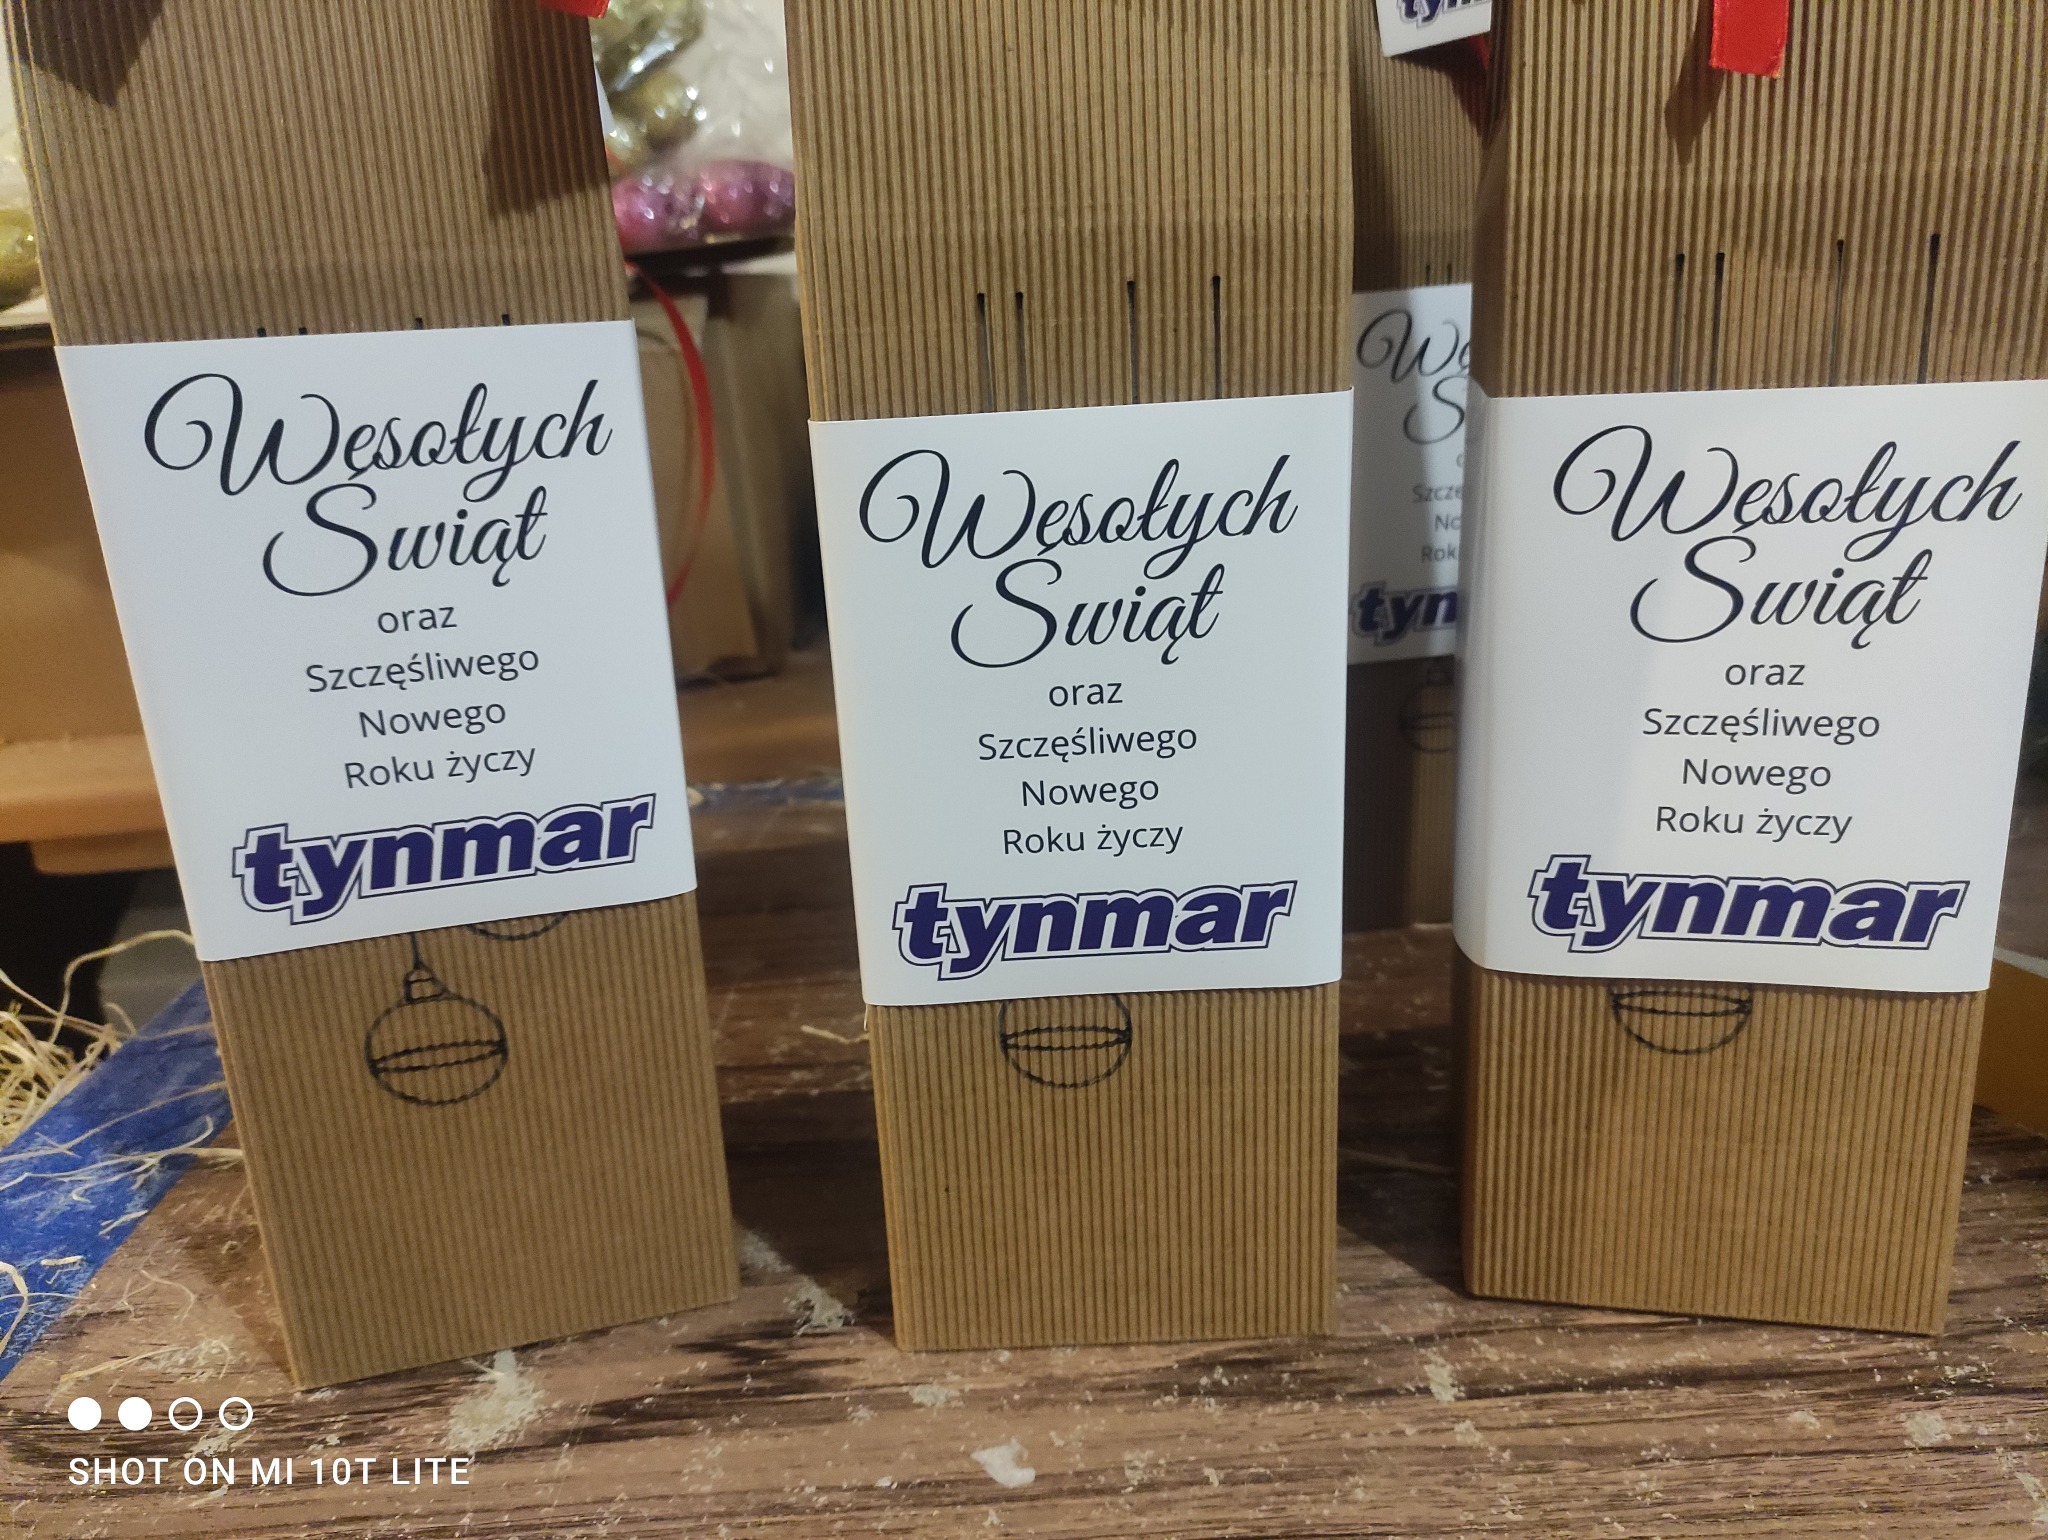 Wesołych
Świąt
oraz
Szczęśliwego
Nowego
Roku życzy
tynmar
Wesołych
Świąt
oraz
Szczęśliwego
Nowego
Roku życzy
tynmar
Wesołych
Świąt
oraz
Szczęśliwego
Nowego
Roku życzy
tynmar
SHOT ON MI 10T LITE